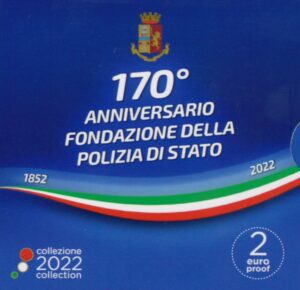 170°
ANNIVERSARIO
FONDAZIONE DELLA
POLIZIA DI STATO
1852
2022
collezione
2022
collection
2
euro
proof